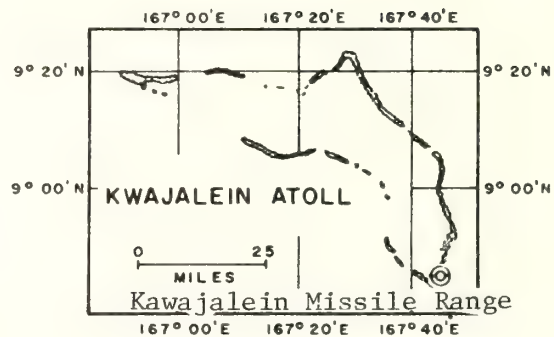 167° 00' E 167° 20' E 167° 40' E
9° 20' N 9° 20' N
9° 00' N 9° 00' N
KWAJALEIN ATOLL
0 25
MILES
Kawajalein Missile Range
167° 00' E 167° 20' E 167° 40' E